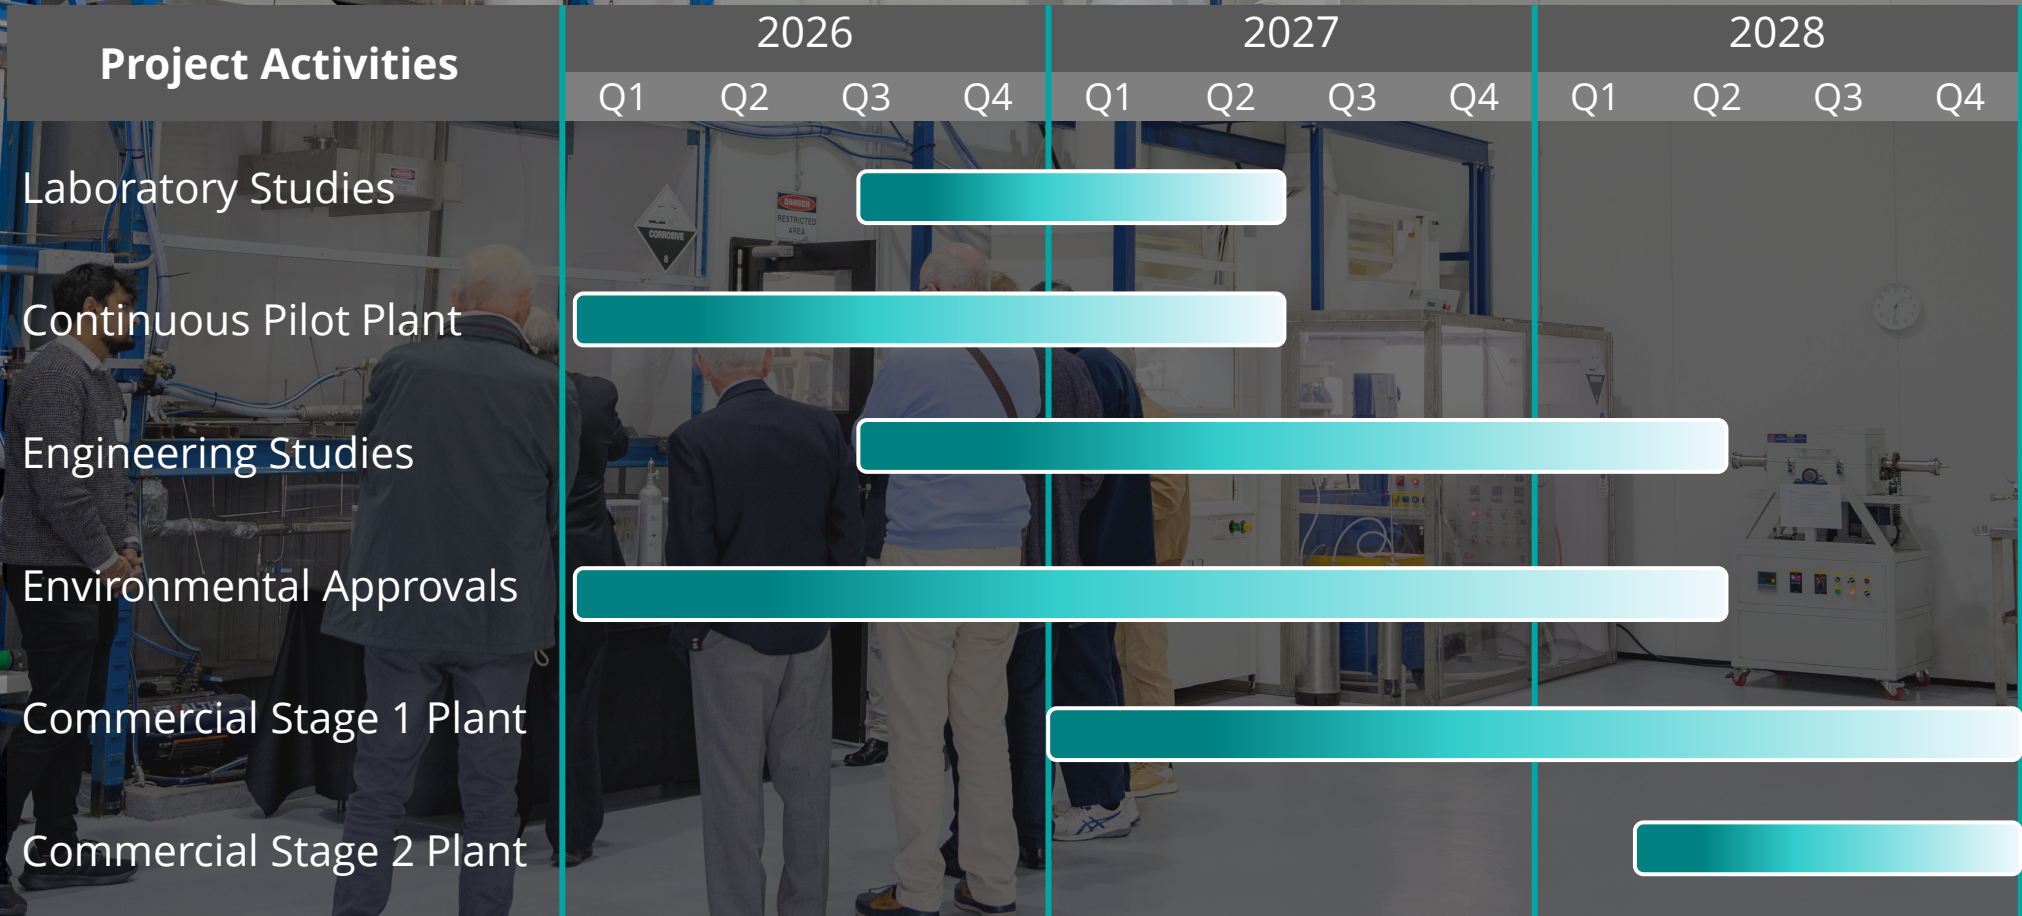 Project Activities
2026 2027 2028
Q1 Q2 Q3 Q4 Q1 Q2 Q3 Q4 Q1 Q2 Q3 Q4
Laboratory Studies
DANGER
RESTRICTED
AREA
CORROSIVE
8
Continuous Pilot Plant
Engineering Studies
Environmental Approvals
Commercial Stage 1 Plant
Commercial Stage 2 Plant